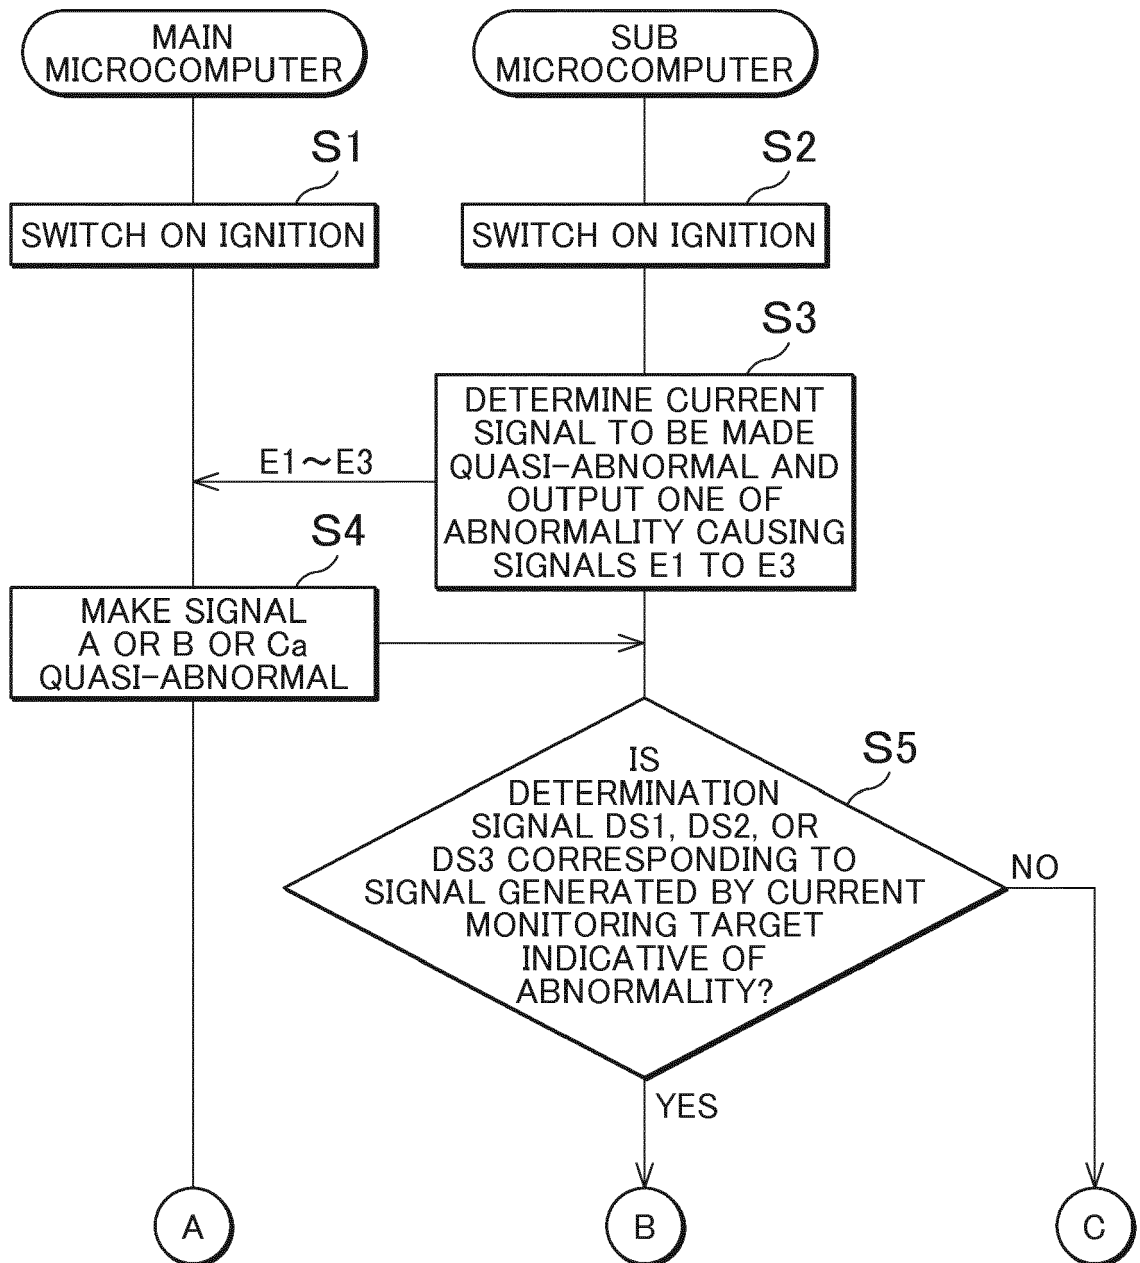 MAIN
MICROCOMPUTER
SUB
MICROCOMPUTER
S1
SWITCH ON IGNITION
S2
SWITCH ON IGNITION
S3
DETERMINE CURRENT
SIGNAL TO BE MADE
QUASI-ABNORMAL AND
OUTPUT ONE OF
ABNORMALITY CAUSING
SIGNALS E1 TO E3
E1～E3
S4
MAKE SIGNAL
A OR B OR Ca
QUASI-ABNORMAL
S5
IS
DETERMINATION
SIGNAL DS1, DS2, OR
DS3 CORRESPONDING TO
SIGNAL GENERATED BY CURRENT
MONITORING TARGET
INDICATIVE OF
ABNORMALITY?
NO
YES
A
B
C